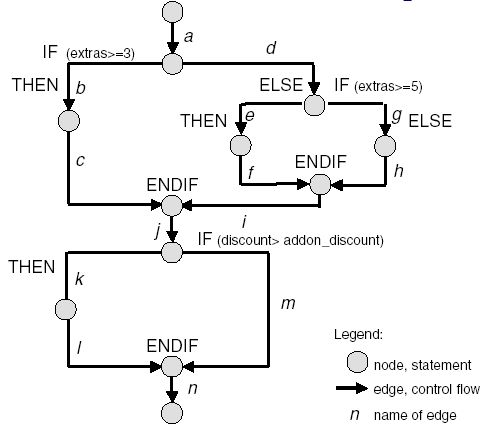 a
d
IF (extras>=3)
THEN
b
ELSE
IF (extras>=5)
THEN
e
g
ELSE
c
f
ENDIF
h
ENDIF
i
j
IF (discount> addon_discount)
THEN
k
m
l
ENDIF
n
Legend:
node, statement
edge, control flow
n name of edge